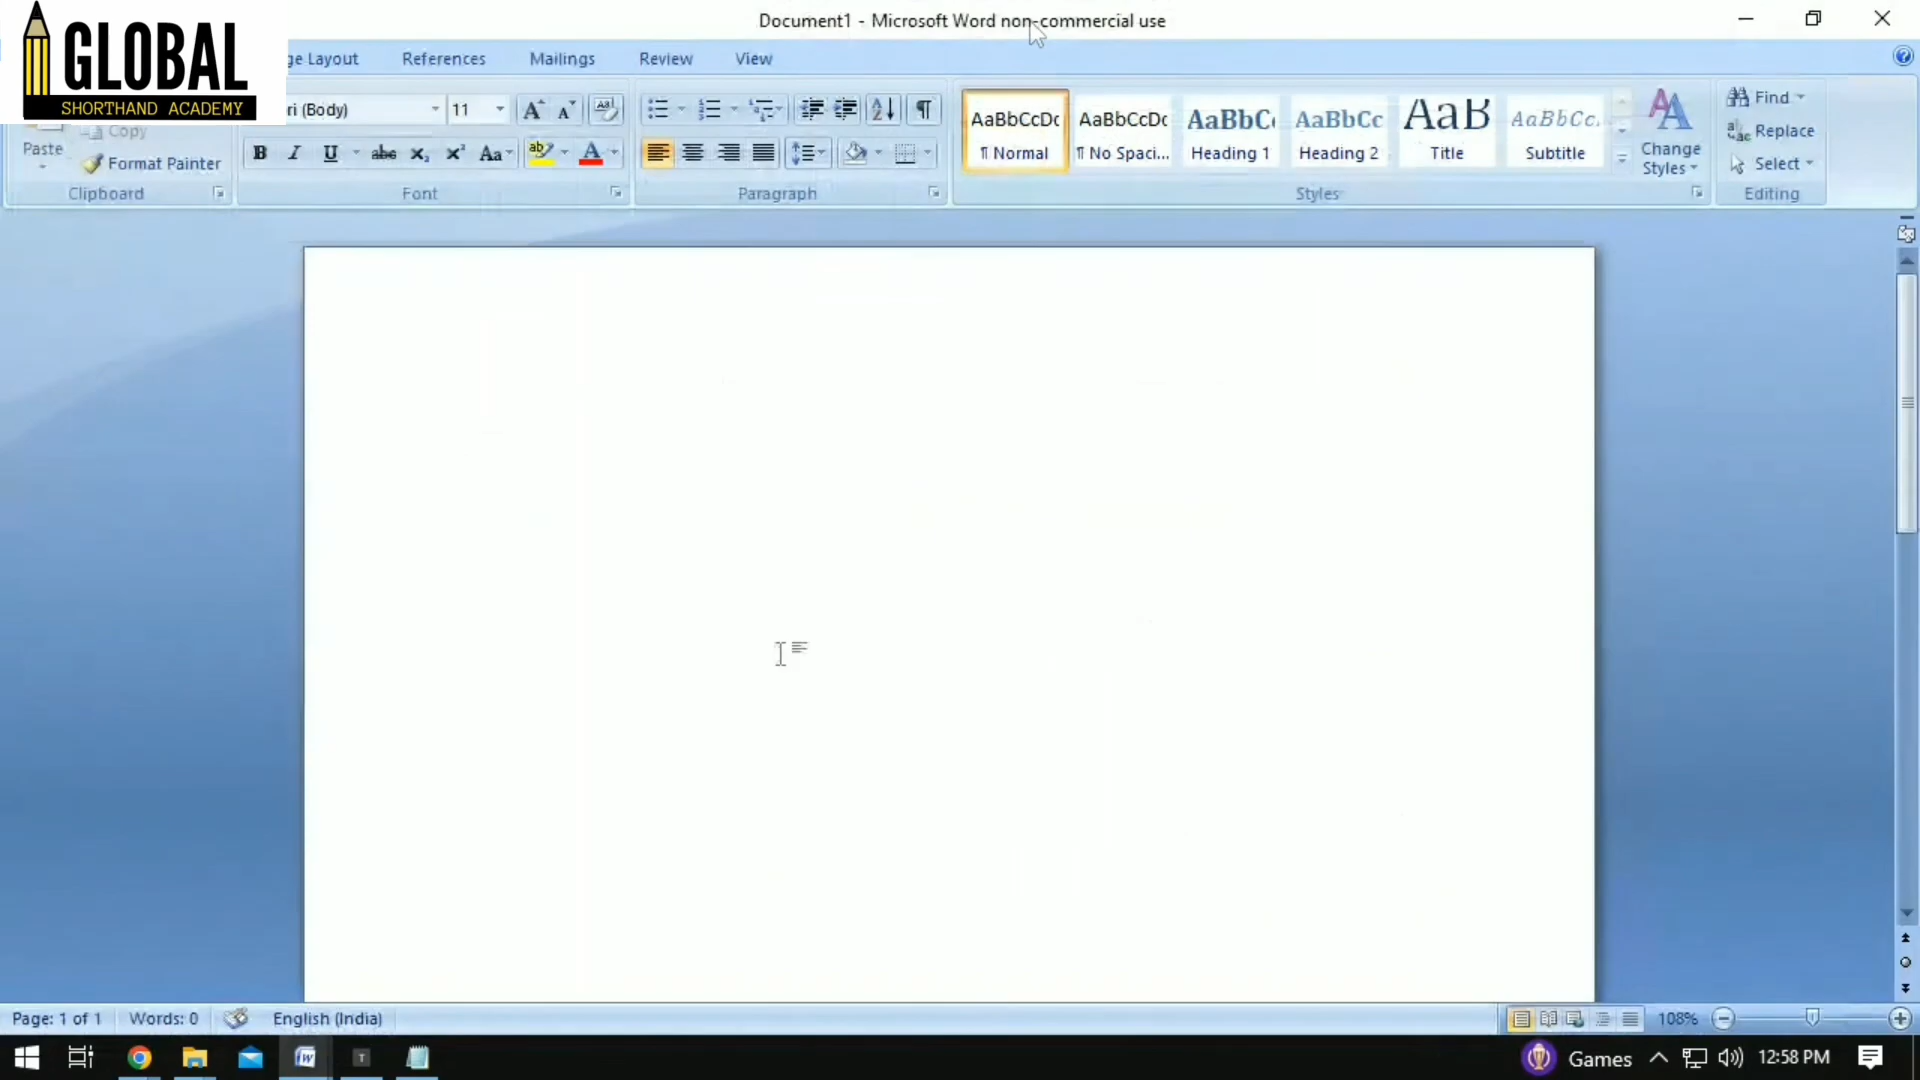 Document1 - Microsoft Word non-commercial use
GLOBAL
SHORTHAND ACADEMY
ge Layout References Mailings Review View
ri (Body) 11
Copy
Paste
Format Painter
Clipboard Font Paragraph Styles Editing
AaBbCcDc AaBbCcDc AaBbC AaBbCc AaB AaBbCc.
¶ Normal ¶ No Spaci... Heading 1 Heading 2 Title Subtitle
Change
Styles
Find
Replace
Select
Page: 1 of 1 Words: 0 English (India) 108%
Games 12:58 PM